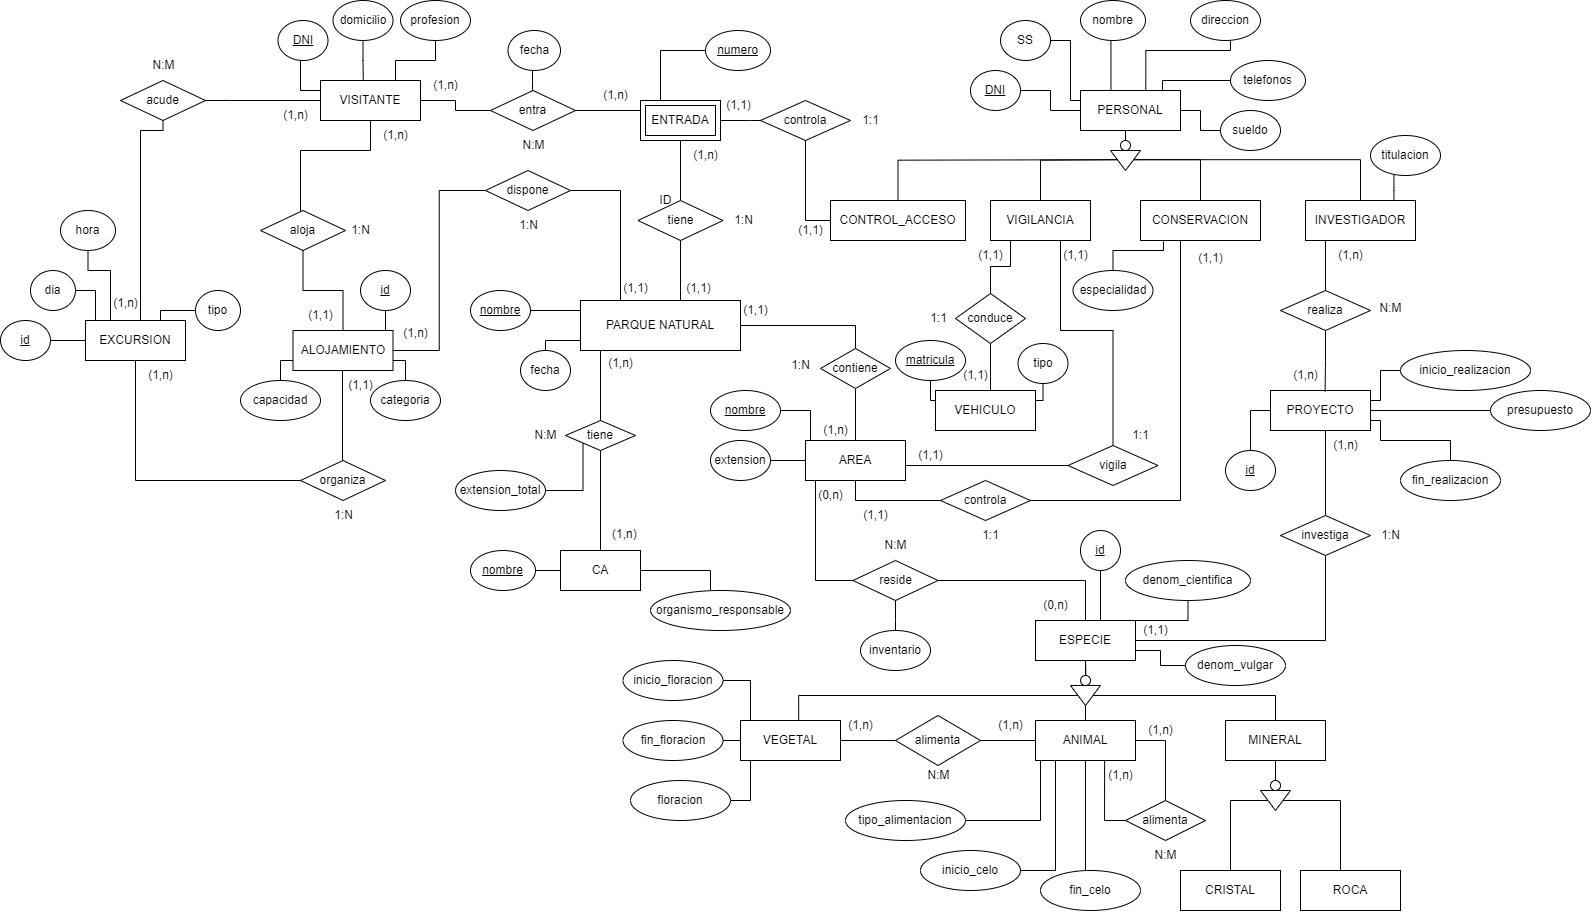 domicilio
profesion
nombre
direccion
DNI
SS
fecha
numero
N:M
telefonos
(1,n)
DNI
acude
VISITANTE
(1,n)
entra
ENTRADA
(1,1)
controla
1:1
PERSONAL
sueldo
(1,n)
(1,n)
N:M
(1,n)
titulacion
dispone
ID
hora
aloja
1:N
1:N
tiene
1:N
(1,1)
CONTROL_ACCESO
VIGILANCIA
CONSERVACION
INVESTIGADOR
(1,1)
(1,1)
(1,1)
(1,n)
dia
id
(1,1)
(1,1)
especialidad
(1,n)
tipo
(1,1)
nombre
(1,1)
1:1
conduce
realiza
N:M
id
EXCURSION
ALOJAMIENTO
(1,n)
PARQUE NATURAL
(1,n)
(1,1)
fecha
(1,n)
1:N
contiene
matricula
(1,1)
tipo
(1,n)
inicio_realizacion
capacidad
categoria
nombre
VEHICULO
PROYECTO
presupuesto
N:M
tiene
(1,n)
1:1
(1,n)
extension
AREA
(1,1)
vigila
organiza
extension_total
(0,n)
controla
id
fin_realizacion
1:N
(1,1)
1:1
(1,n)
N:M
investiga
1:N
id
nombre
CA
organismo_responsable
reside
denom_cientifica
(0,n)
inventario
ESPECIE
(1,1)
denom_vulgar
inicio_floracion
(1,n)
(1,n)
(1,n)
fin_floracion
VEGETAL
alimenta
ANIMAL
MINERAL
N:M
(1,n)
floracion
tipo_alimentacion
alimenta
N:M
inicio_celo
fin_celo
CRISTAL
ROCA